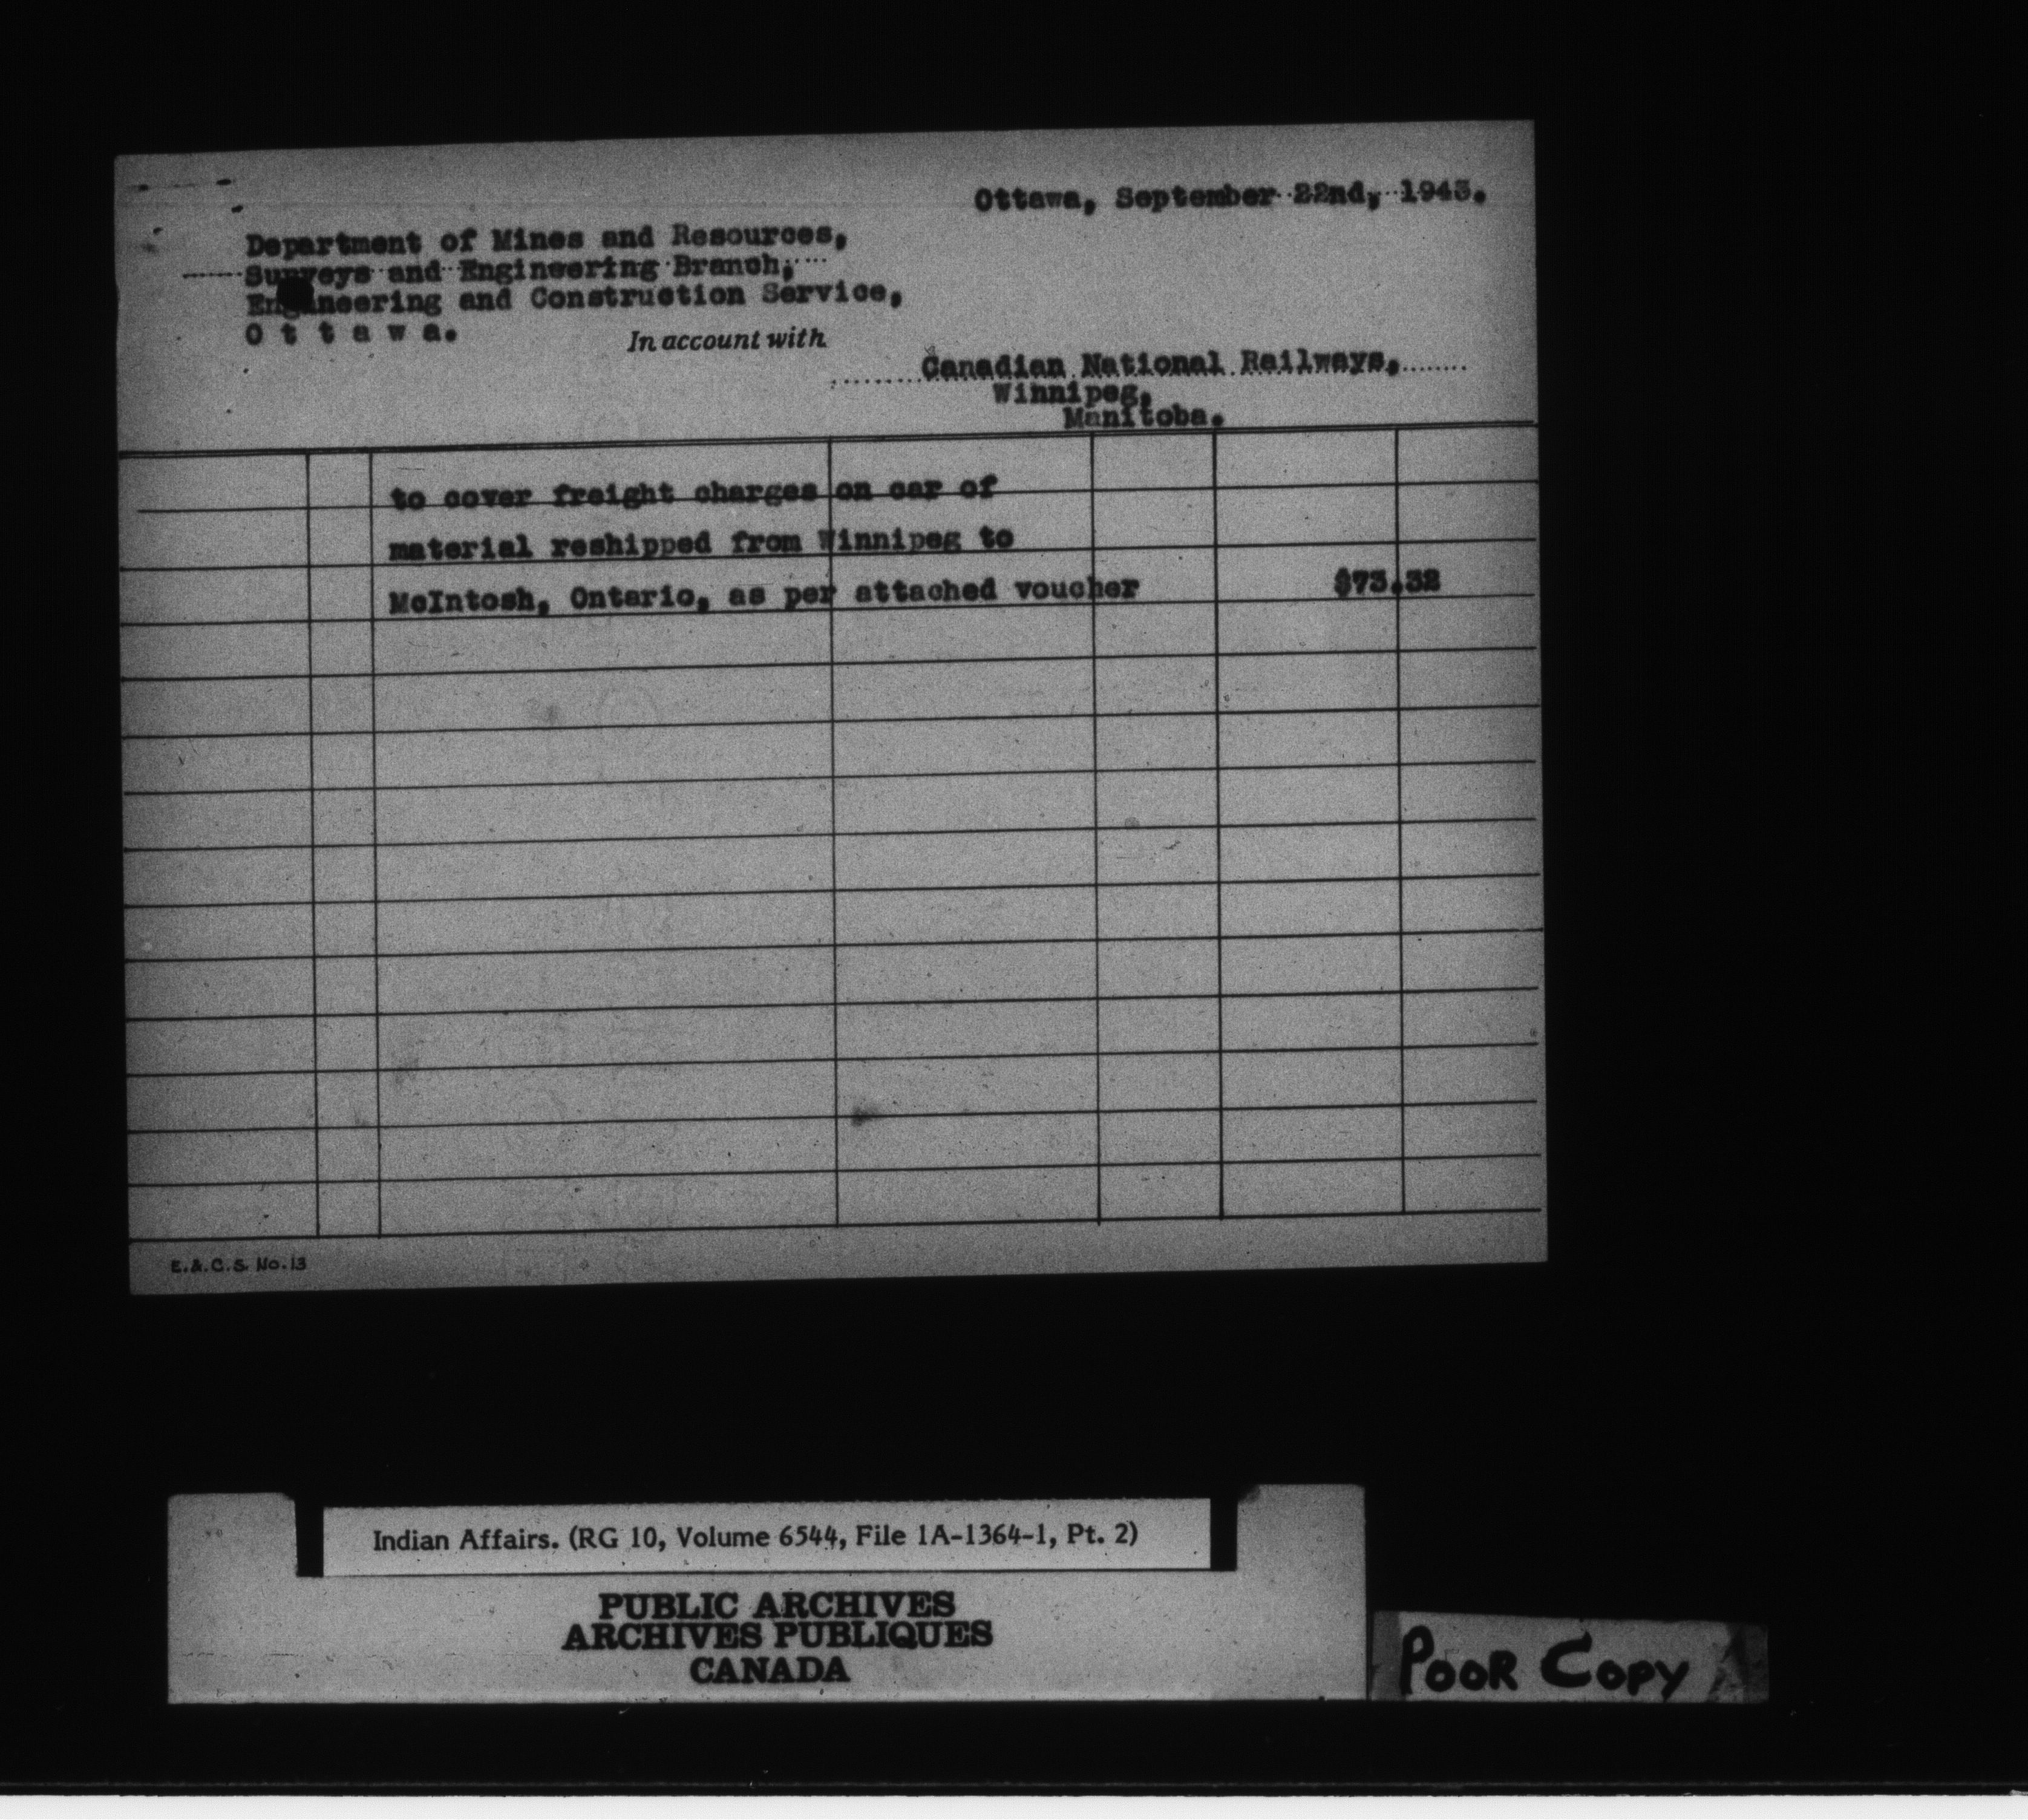 Ottawa, September 22nd, 1943.
Department of Mines and Resources,
Surveys and Engineering Branch,
Engineering and Construction Service,
O t t a w a.
In account with
Canadian National Railways,
Winnipeg,
Manitoba.
to cover freight charges on car of
material reshipped from Winnipeg to
McIntosh, Ontario, as per attached voucher $73.32
E.&.C.S. No.13
Indian Affairs. (RG 10, Volume 6544, File 1A-1364-1, Pt. 2)
PUBLIC ARCHIVES
ARCHIVES PUBLIQUES
CANADA
POOR COPY